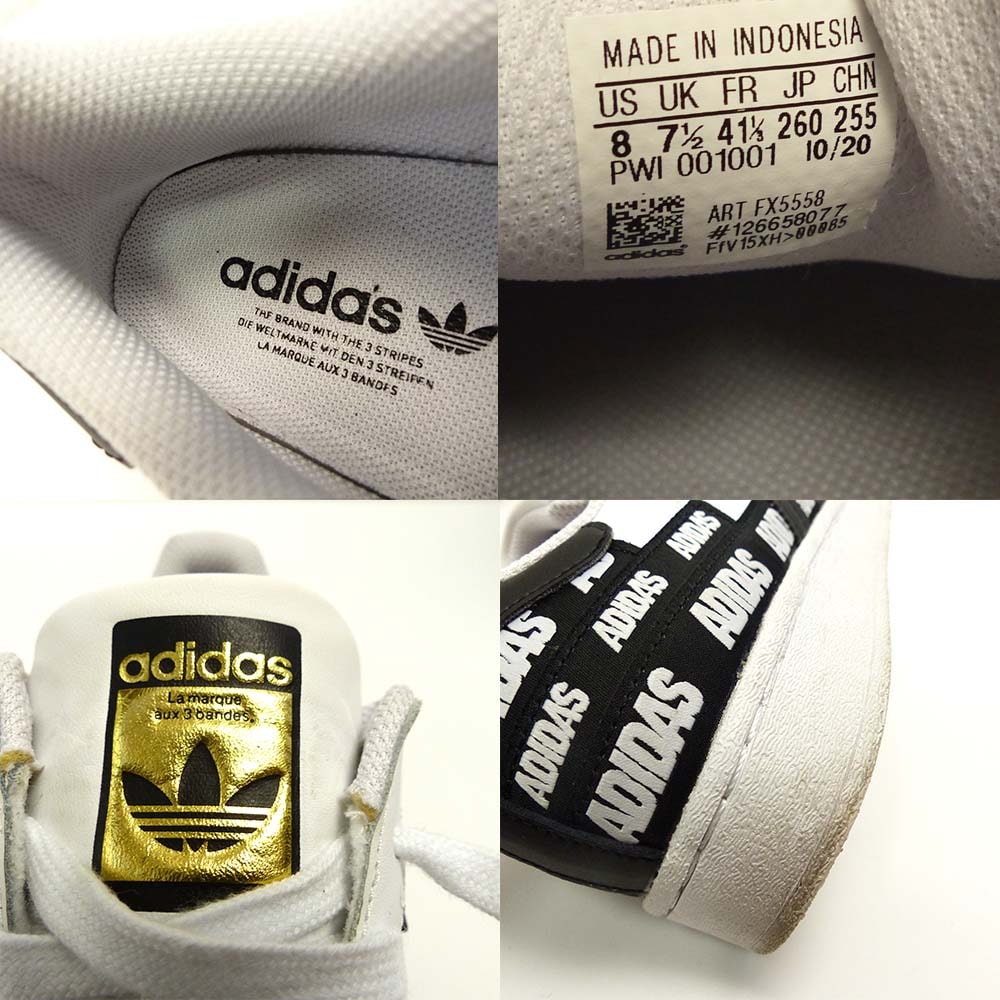 adidas
THE BRAND WITH THE 3 STRIPES
DIE WELTMARKE MIT DEN 3 STREIFEN
LA MARQUE AUX 3 BANDES
MADE IN INDONESIA
US UK FR JP CHN
8 7½ 41⅓ 260 255
PWI 001001 10/20
ART FX5558
#126658077
FfV15XH>00085
adidas
adidas
La marque
aux 3 bandes.
ADIDAS
ADIDAS
ADIDAS
ADIDAS
ADIDAS